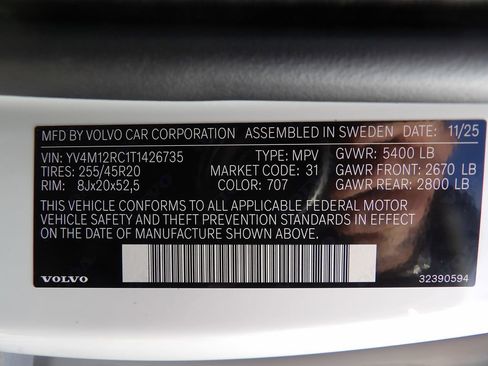 MFD BY VOLVO CAR CORPORATION ASSEMBLED IN SWEDEN DATE: 11/25
VIN: YV4M12RC1T1426735 TYPE: MPV GVWR: 5400 LB
TIRES: 255/45R20 MARKET CODE: 31 GAWR FRONT: 2670 LB
RIM: 8Jx20x52,5 COLOR: 707 GAWR REAR: 2800 LB
THIS VEHICLE CONFORMS TO ALL APPLICABLE FEDERAL MOTOR
VEHICLE SAFETY AND THEFT PREVENTION STANDARDS IN EFFECT
ON THE DATE OF MANUFACTURE SHOWN ABOVE.
VOLVO 32390594